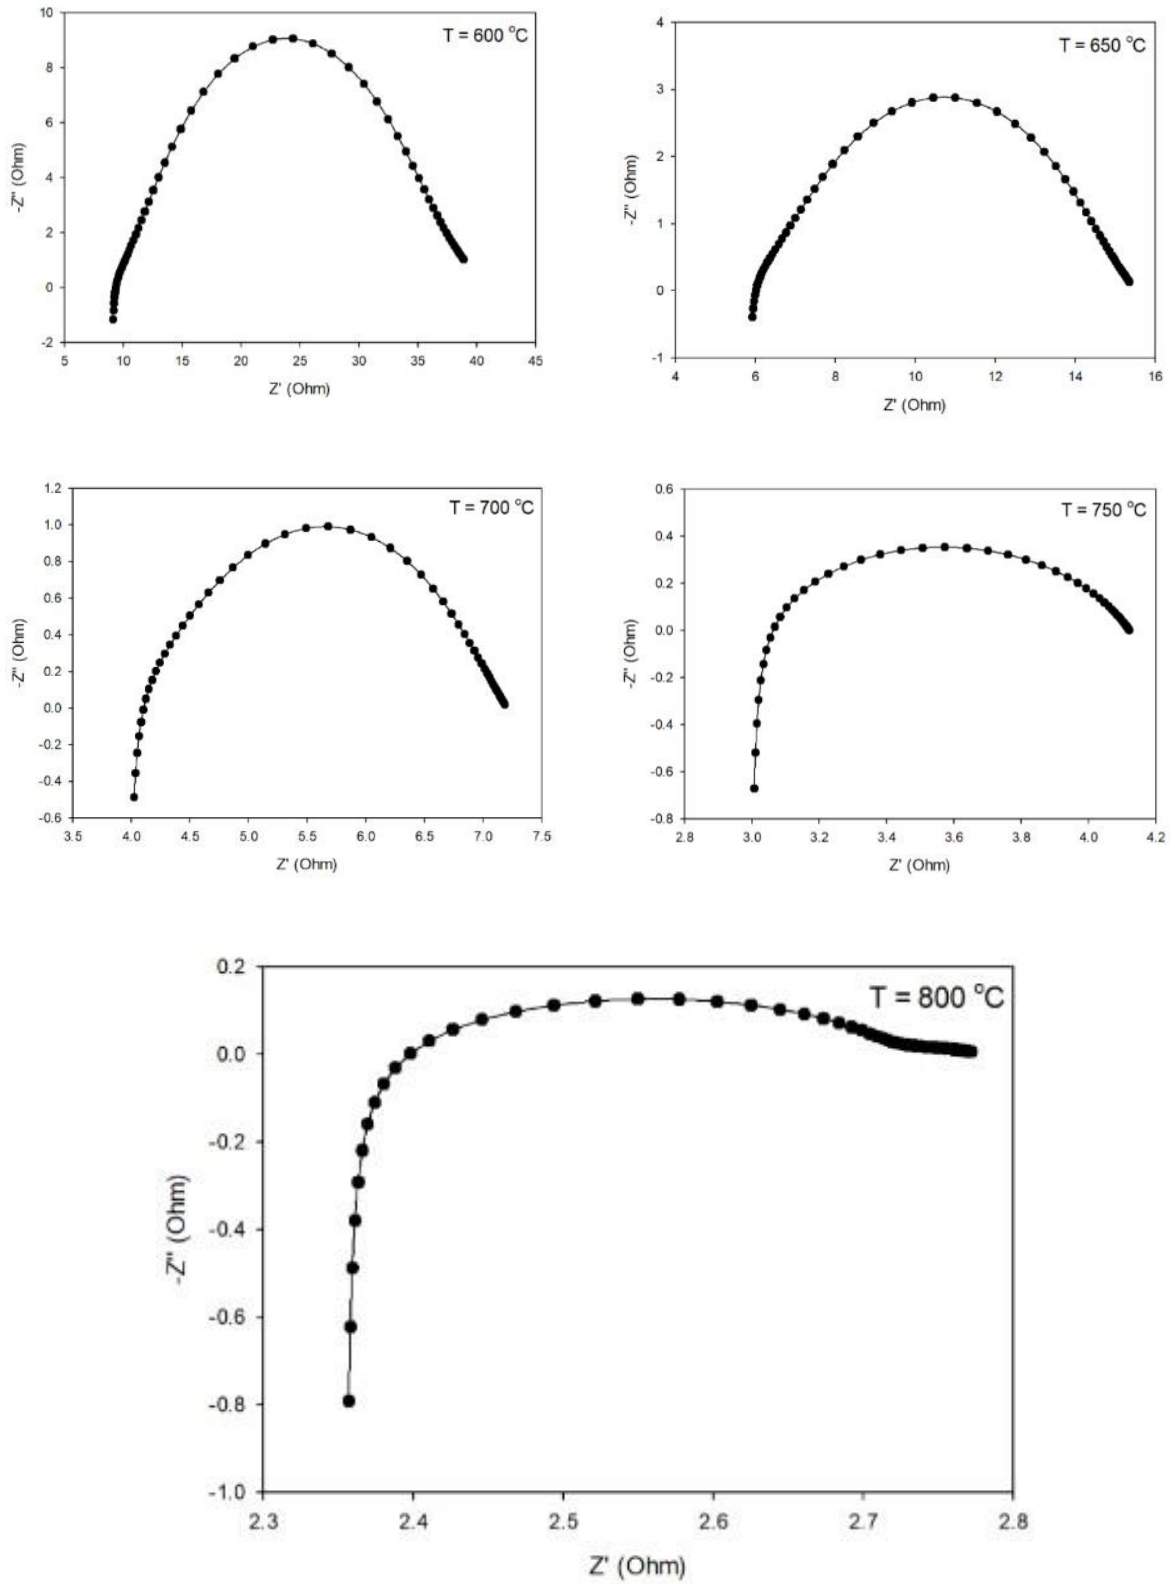 T = 600 °C
10
8
6
4
2
0
-2
-Z'' (Ohm)
5 10 15 20 25 30 35 40 45
Z' (Ohm)
T = 650 °C
4
3
2
1
0
-1
-Z'' (Ohm)
4 6 8 10 12 14 16
Z' (Ohm)
T = 700 °C
1.2
1.0
0.8
0.6
0.4
0.2
0.0
-0.2
-0.4
-0.6
-Z'' (Ohm)
3.5 4.0 4.5 5.0 5.5 6.0 6.5 7.0 7.5
Z' (Ohm)
T = 750 °C
0.6
0.4
0.2
0.0
-0.2
-0.4
-0.6
-0.8
-Z'' (Ohm)
2.8 3.0 3.2 3.4 3.6 3.8 4.0 4.2
Z' (Ohm)
T = 800 °C
0.2
0.0
-0.2
-0.4
-0.6
-0.8
-1.0
-Z'' (Ohm)
2.3 2.4 2.5 2.6 2.7 2.8
Z' (Ohm)